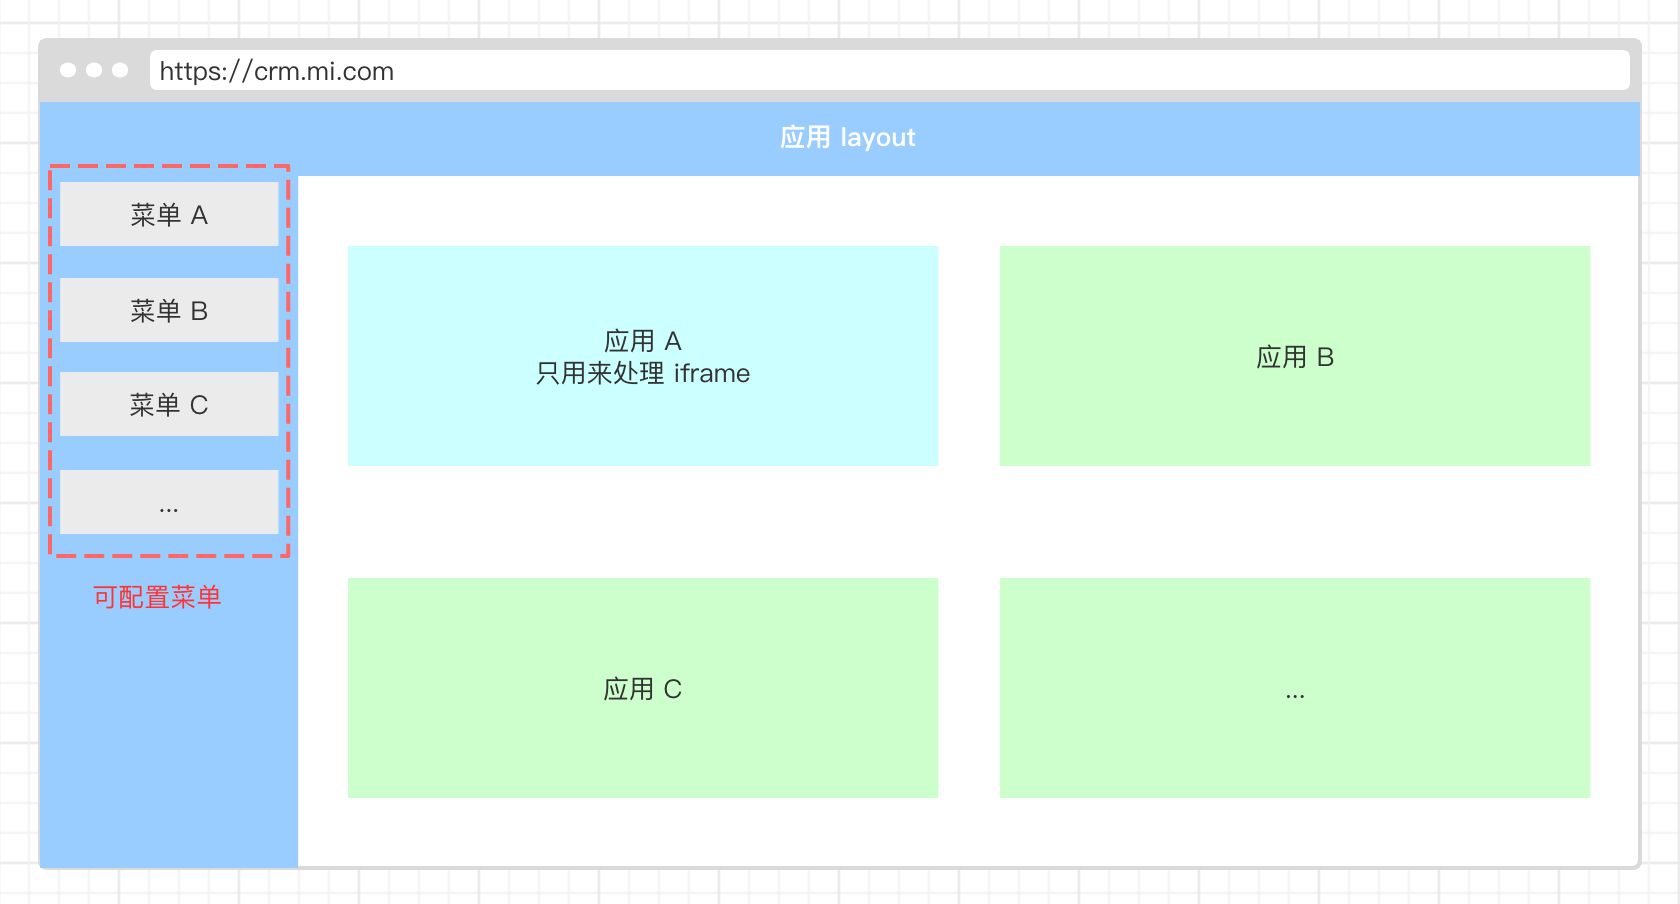 https://crm.mi.com
应用 layout
菜单 A
菜单 B
菜单 C
...
可配置菜单
应用 A
只用来处理 iframe
应用 B
应用 C
...